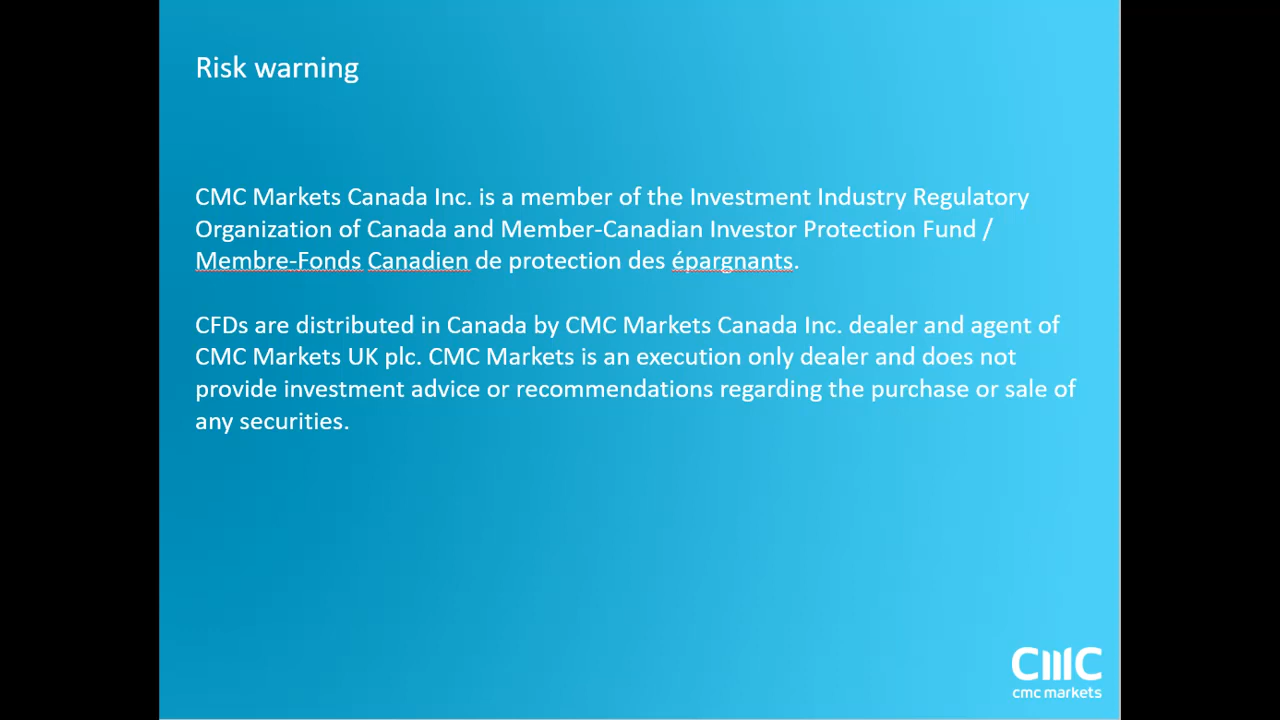 Risk warning
CMC Markets Canada Inc. is a member of the Investment Industry Regulatory
Organization of Canada and Member-Canadian Investor Protection Fund /
Membre-Fonds Canadien de protection des épargnants.
CFDs are distributed in Canada by CMC Markets Canada Inc. dealer and agent of
CMC Markets UK plc. CMC Markets is an execution only dealer and does not
provide investment advice or recommendations regarding the purchase or sale of
any securities.
CMC
cmc markets